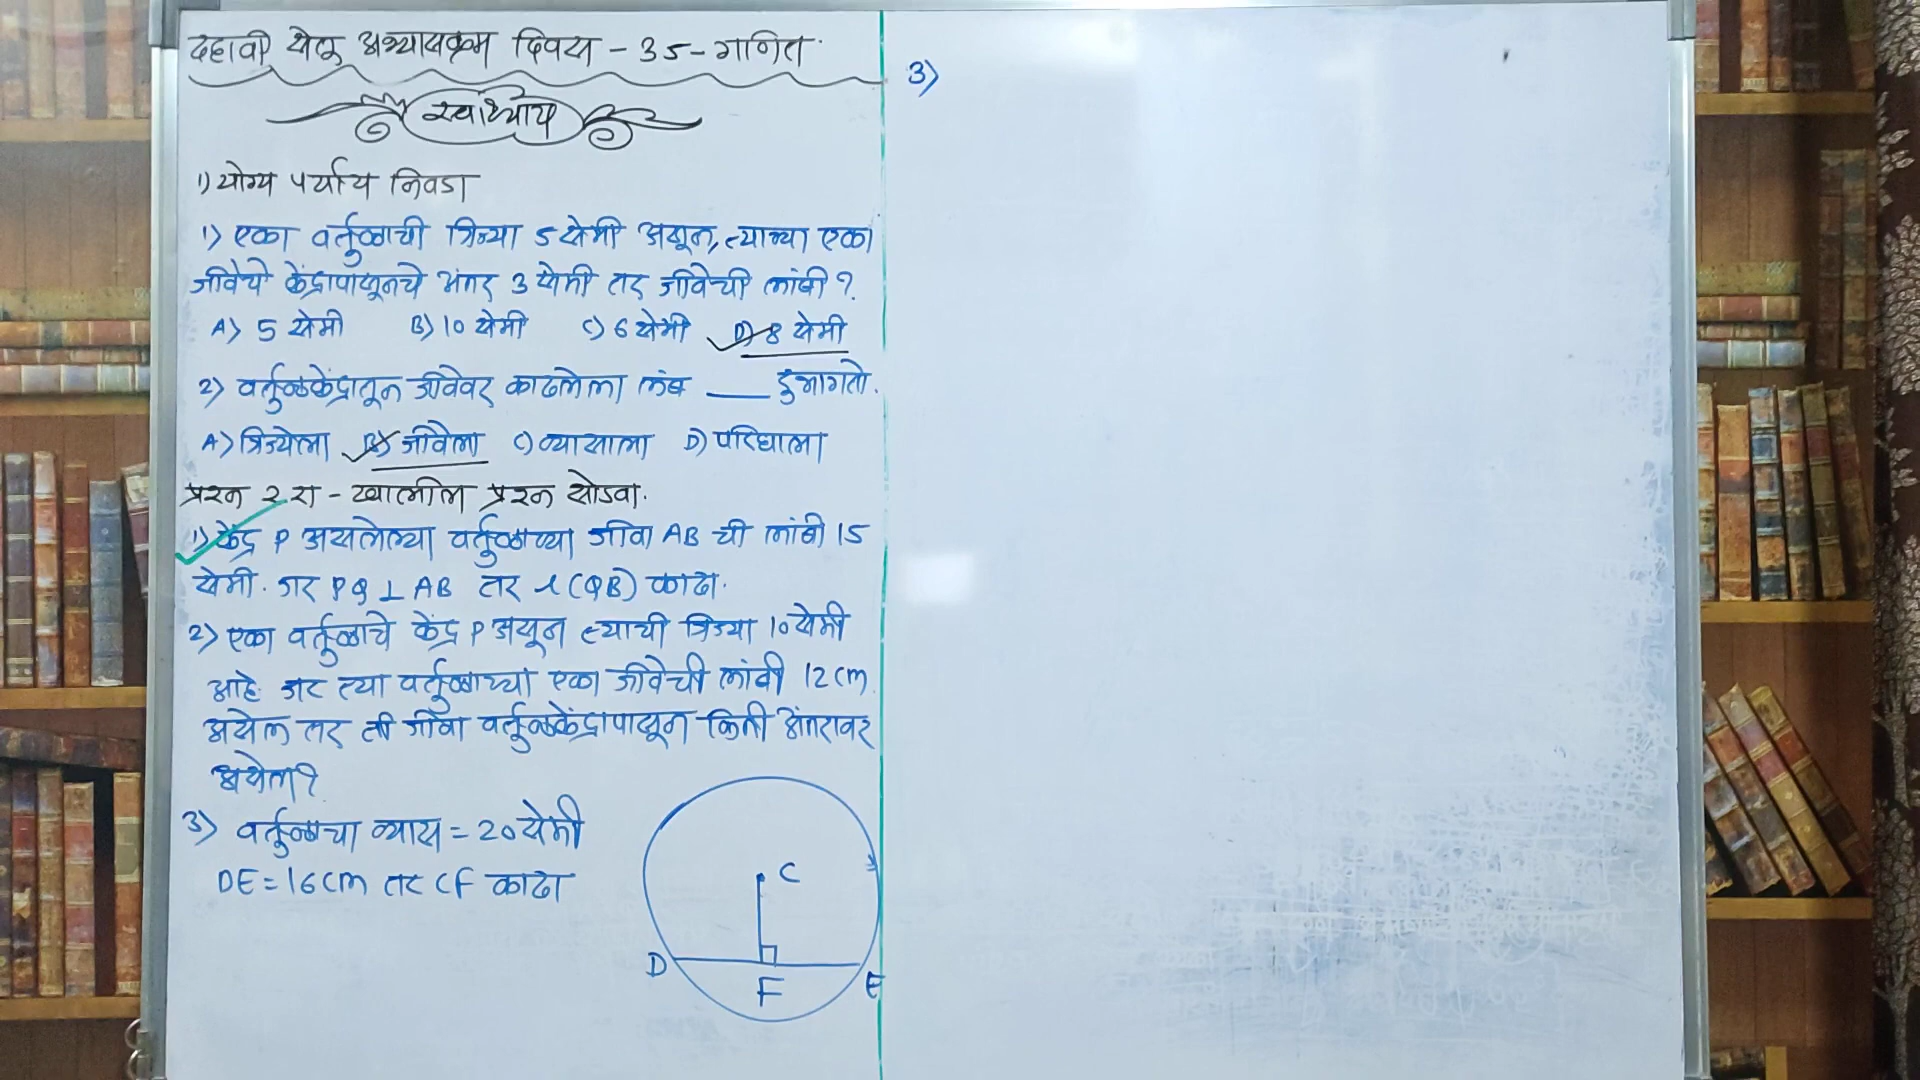 दहावी सेतू अभ्यासक्रम दिवस - 35 - गणित.
स्वाध्याय
1) योग्य पर्याय निवडा
1) एका वर्तुळाची त्रिज्या 5 सेमी असून, त्याच्या एका
जीवेचे केंद्रापासूनचे अंतर 3 सेमी तर जीवेची लांबी ?
A) 5 सेमी B) 10 सेमी C) 6 सेमी D) 8 सेमी
2) वर्तुळकेंद्रातून जीवेवर काढलेला लंब ___ दुभागतो.
A) त्रिज्येला B) जीवेला C) व्यासाला D) परिघाला
प्रश्न 2 रा - खालील प्रश्न सोडवा.
1) केंद्र P असलेल्या वर्तुळाच्या जीवा AB ची लांबी 15
सेमी. जर PQ ⊥ AB तर l (QB) काढा.
2) एका वर्तुळाचे केंद्र P असून त्याची त्रिज्या 10 सेमी
आहे. जर त्या वर्तुळाच्या एका जीवेची लांबी 12 cm
असेल तर ती जीवा वर्तुळकेंद्रापासून किती अंतरावर
असेल ?
3) वर्तुळाचा व्यास = 20 सेमी
DE = 16 cm तर CF काढा
C
D
F
E
3)